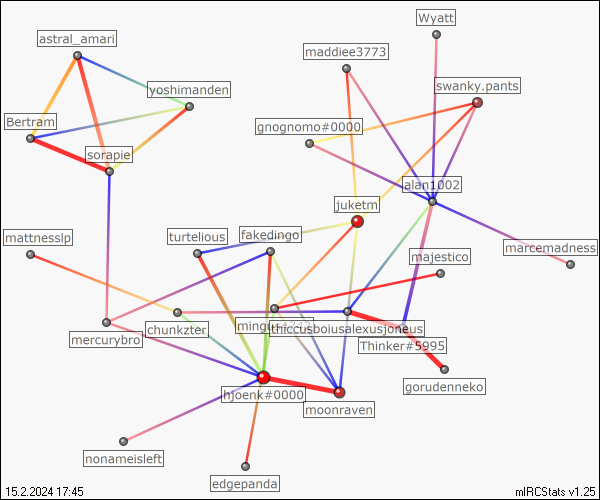 Wyatt
astral_amari
maddiee3773
yoshimanden
swanky.pants
Bertram
gnognomo#0000
sorapie
alan1002
juketm
mattnesslp
turtelious
fakedingo
marcemadness
majestico
chunkzter
mercurybro
Thinker#5995
gorudenneko
hjoenk#0000
moonraven
nonameisleft
edgepanda
15.2.2024 17:45
mIRCStats v1.25